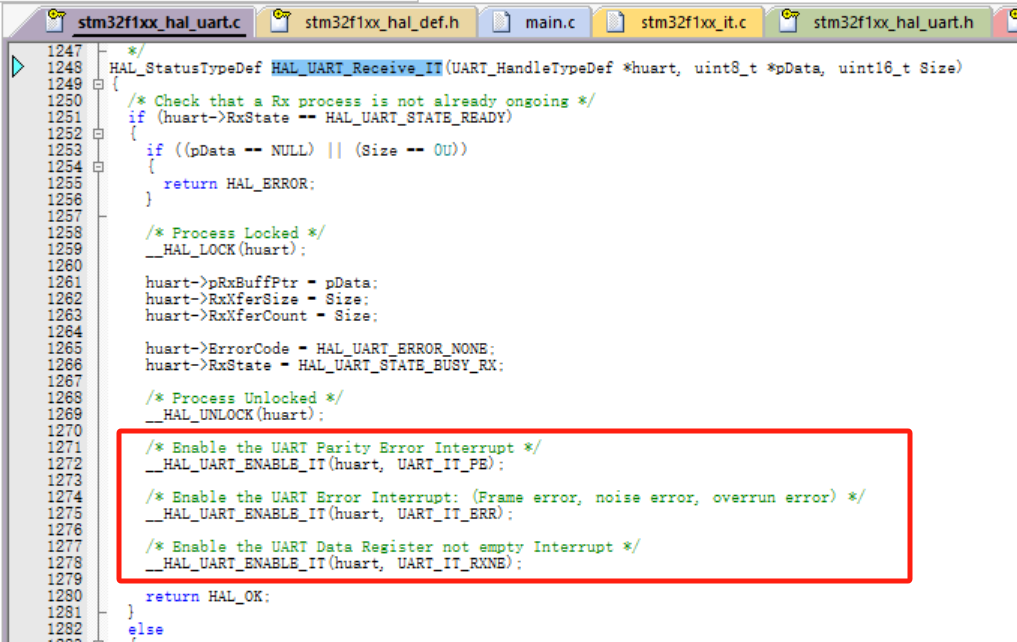 stm32f1xx_hal_uart.c stm32f1xx_hal_def.h main.c stm32f1xx_it.c stm32f1xx_hal_uart.h
1247 */
1248 HAL_StatusTypeDef HAL_UART_Receive_IT(UART_HandleTypeDef *huart, uint8_t *pData, uint16_t Size)
1249 {
1250 /* Check that a Rx process is not already ongoing */
1251 if (huart->RxState == HAL_UART_STATE_READY)
1252 {
1253 if ((pData == NULL) || (Size == 0U))
1254 {
1255 return HAL_ERROR;
1256 }
1257
1258 /* Process Locked */
1259 __HAL_LOCK(huart);
1260
1261 huart->pRxBuffPtr = pData;
1262 huart->RxXferSize = Size;
1263 huart->RxXferCount = Size;
1264
1265 huart->ErrorCode = HAL_UART_ERROR_NONE;
1266 huart->RxState = HAL_UART_STATE_BUSY_RX;
1267
1268 /* Process Unlocked */
1269 __HAL_UNLOCK(huart);
1270
1271 /* Enable the UART Parity Error Interrupt */
1272 __HAL_UART_ENABLE_IT(huart, UART_IT_PE);
1273
1274 /* Enable the UART Error Interrupt: (Frame error, noise error, overrun error) */
1275 __HAL_UART_ENABLE_IT(huart, UART_IT_ERR);
1276
1277 /* Enable the UART Data Register not empty Interrupt */
1278 __HAL_UART_ENABLE_IT(huart, UART_IT_RXNE);
1279
1280 return HAL_OK;
1281 }
1282 else